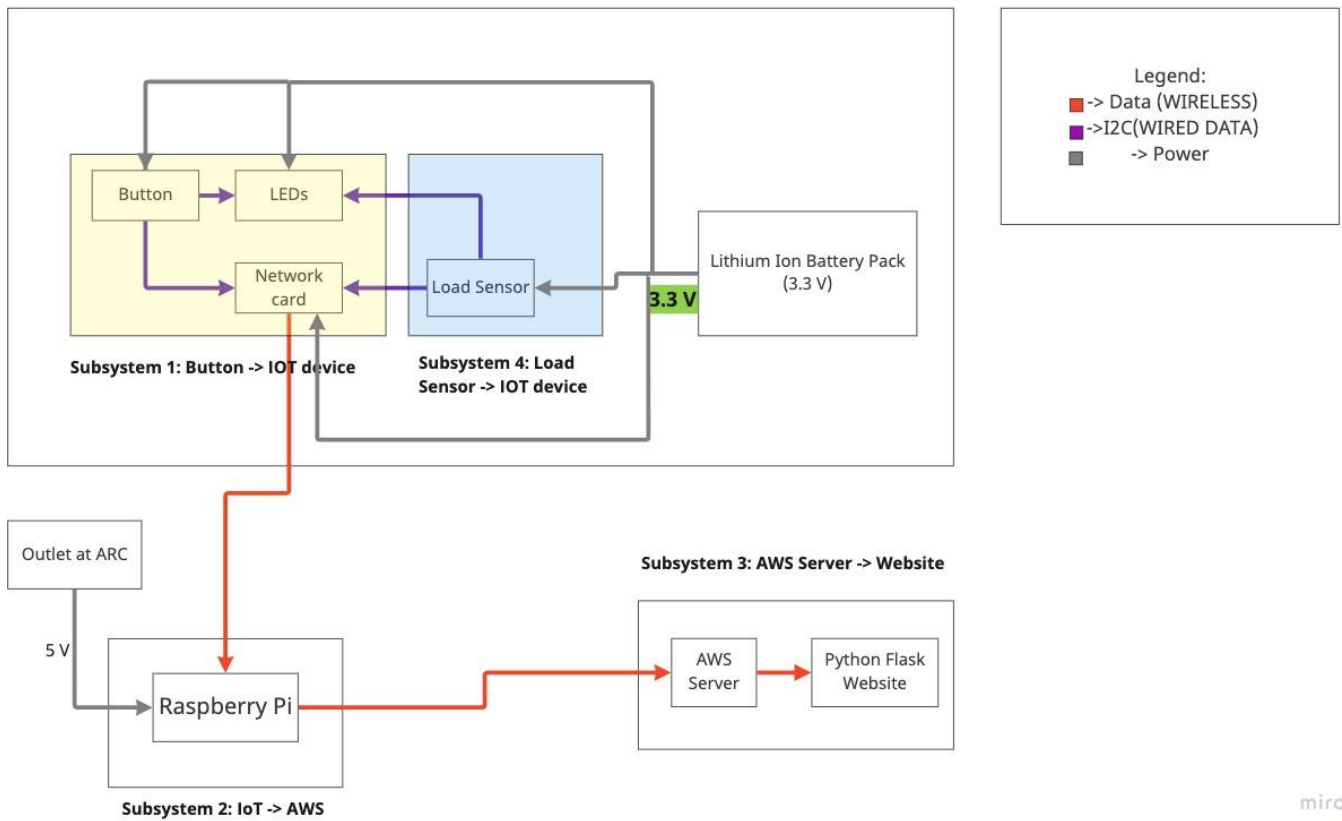 Legend:
-> Data (WIRELESS)
->I2C(WIRED DATA)
-> Power
Button
LEDs
Network
card
Load Sensor
Lithium Ion Battery Pack
(3.3 V)
3.3 V
Subsystem 1: Button -> IOT device
Subsystem 4: Load
Sensor -> IOT device
Outlet at ARC
5 V
Raspberry Pi
Subsystem 2: IoT -> AWS
Subsystem 3: AWS Server -> Website
AWS
Server
Python Flask
Website
miro